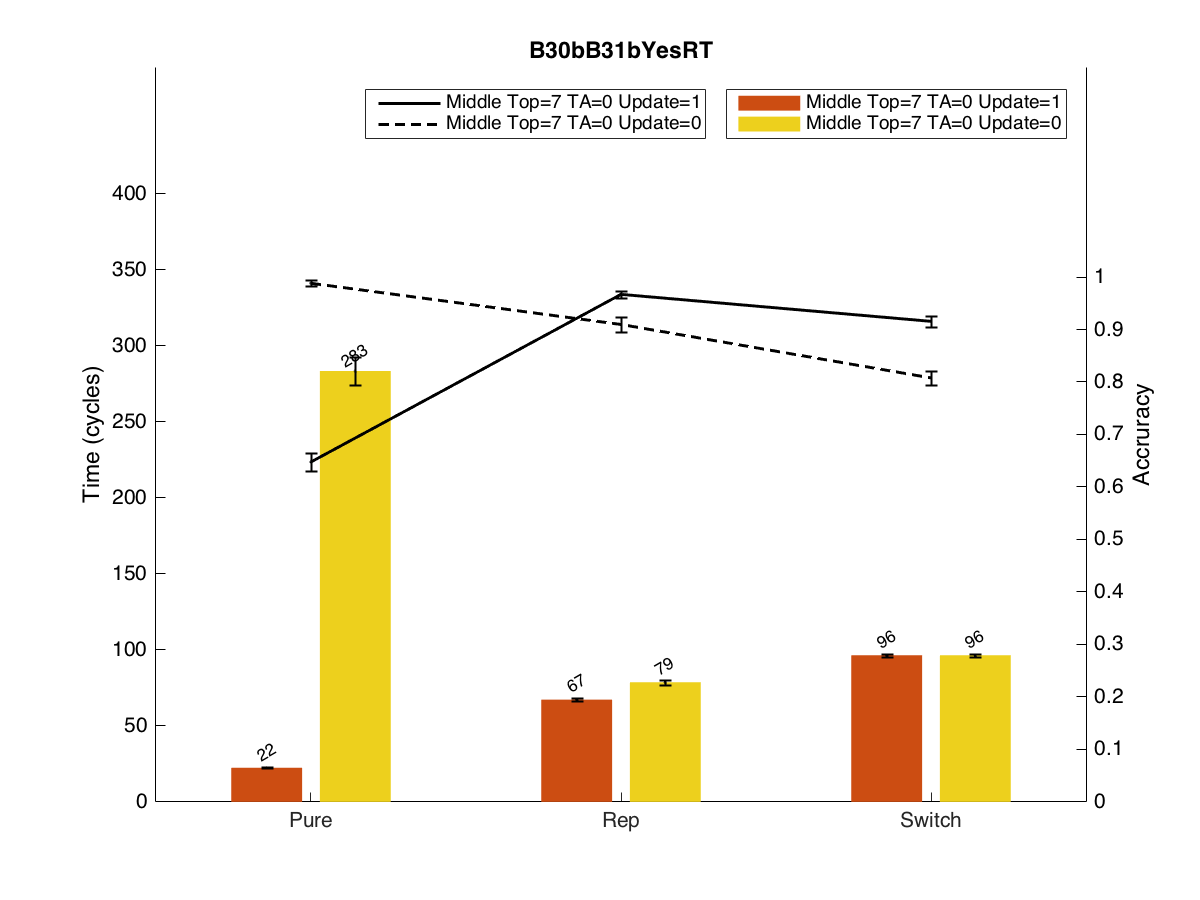 B30bB31bYesRT
Middle Top=7 TA=0 Update=1
Middle Top=7 TA=0 Update=0
Middle Top=7 TA=0 Update=1
Middle Top=7 TA=0 Update=0
Time (cycles)
400
350
300
250
200
150
100
50
0
283
22
67
79
96
96
Pure
Rep
Switch
1
0.9
0.8
0.7
0.6
0.5
0.4
0.3
0.2
0.1
0
Accruracy